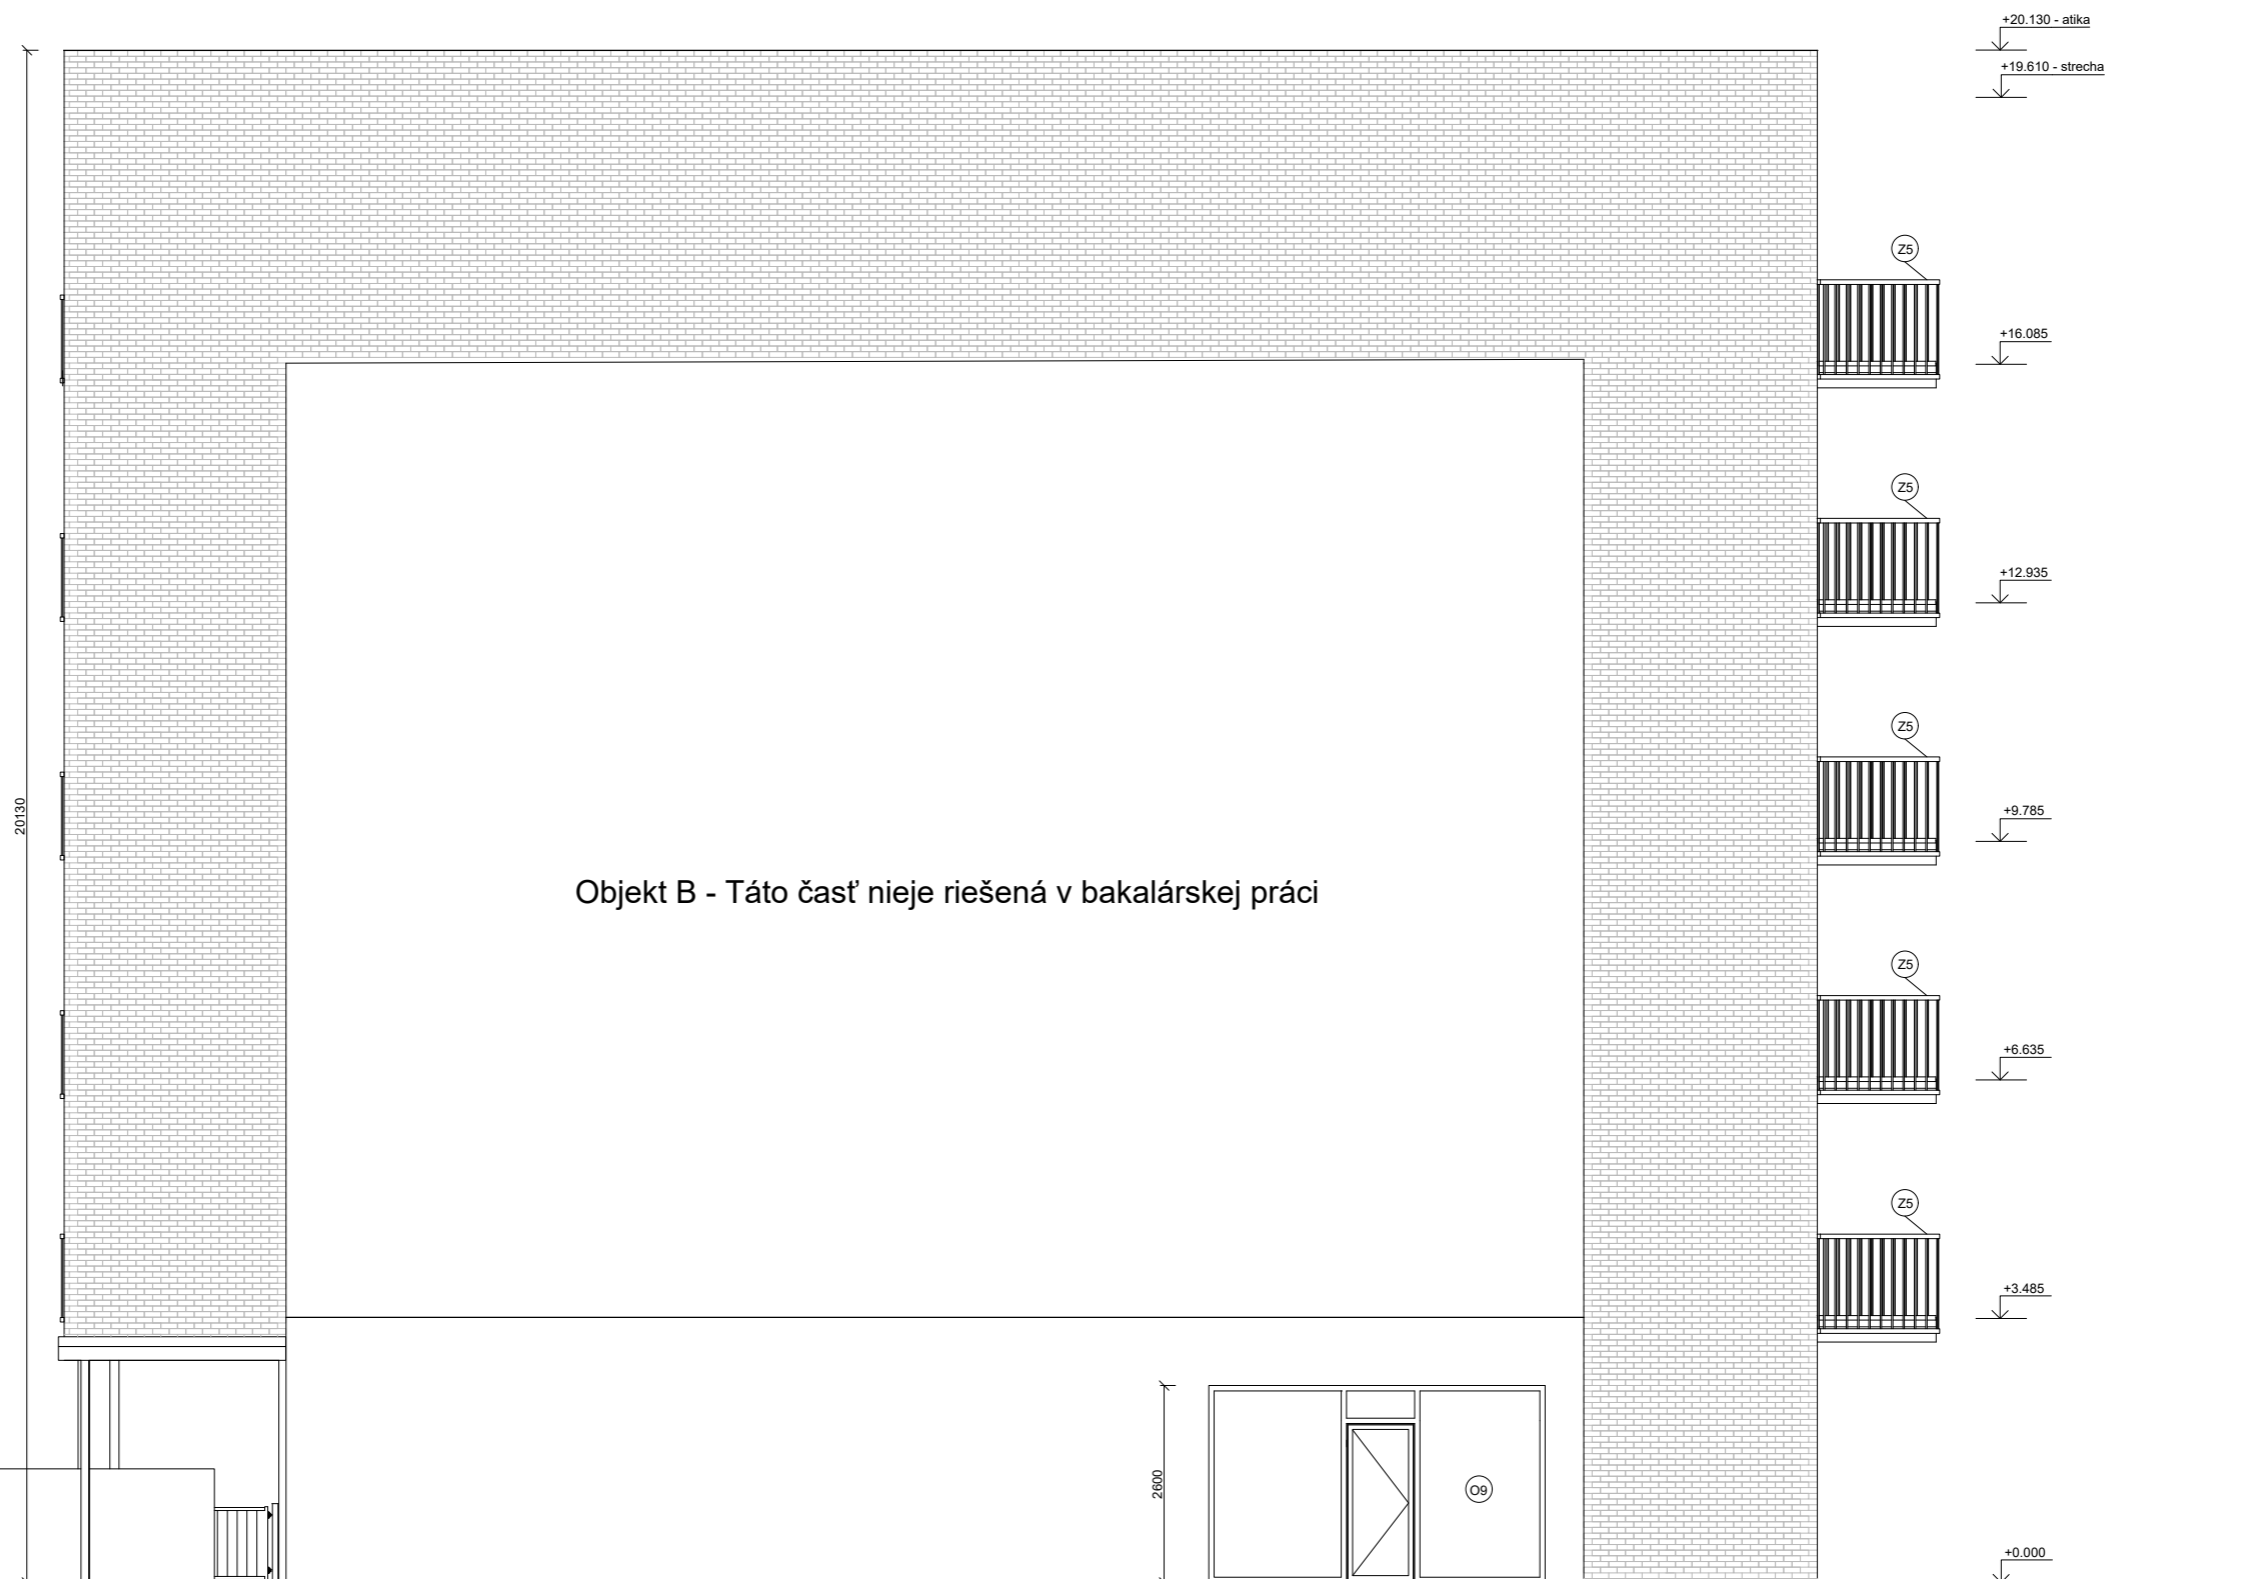 +20.130 - atika
+19.610 - strecha
Z5
+16.085
Z5
+12.935
Z5
+9.785
20130
Objekt B - Táto časť nieje riešená v bakalárskej práci
Z5
+6.635
Z5
+3.485
2600
O9
+0.000